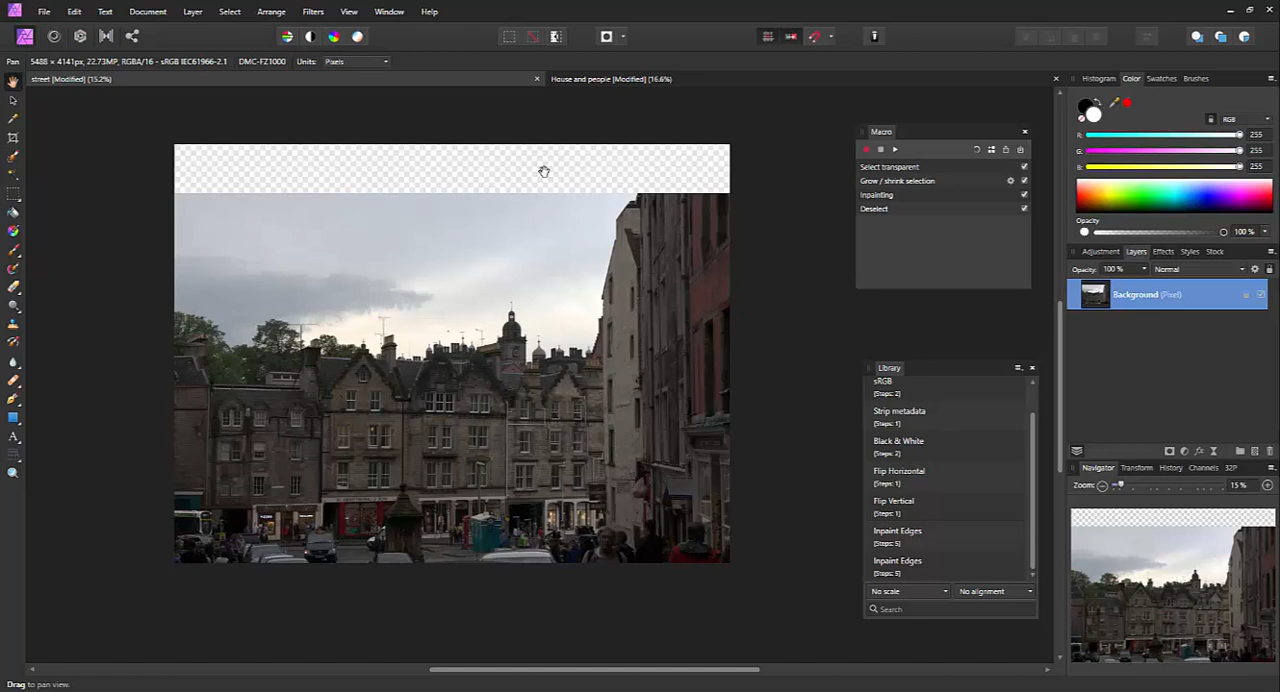 File Edit Text Document Layer Select Arrange Filters View Window Help
Pan 5488 × 4141px, 22.73MP, RGBA/16 - sRGB IEC61966-2.1 DMC-FZ1000 Units: Pixels
street [Modified] (15.2%) House and people [Modified] (16.6%)
Histogram Color Swatches Brushes
RGB
R: 255
G: 255
B: 255
Opacity
100 %
Adjustment Layers Effects Styles Stock
Opacity: 100 % Normal
Background (Pixel)
Navigator Transform History Channels 32P
Zoom: 15 %
Macro
Select transparent
Grow / shrink selection
Inpainting
Deselect
Library
sRGB
[Steps: 2]
Strip metadata
[Steps: 1]
Black & White
[Steps: 2]
Flip Horizontal
[Steps: 1]
Flip Vertical
[Steps: 1]
Inpaint Edges
[Steps: 5]
Inpaint Edges
[Steps: 5]
No scale No alignment
Search
Drag to pan view.